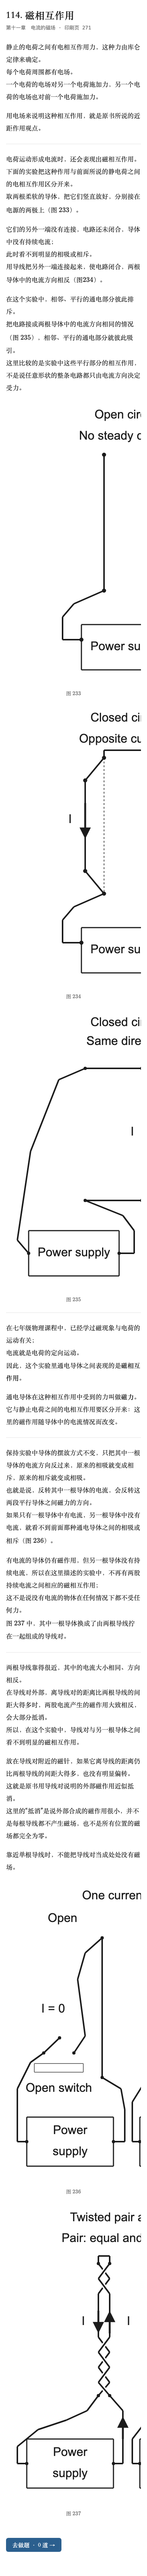 114. 磁相互作用
第十一章 电流的磁场 · 印刷页 271
静止的电荷之间有电相互作用力，这种力由库仑
定律来确定。
每个电荷周围都有电场。
一个电荷的电场对另一个电荷施加力，另一个电
荷的电场也对前一个电荷施加力。
用电场来说明这种相互作用，就是原书所说的近
距作用观点。
电荷运动形成电流时，还会表现出磁相互作用。
下面的实验把这种作用与前面所说的静电荷之间
的电相互作用区分开来。
取两根柔软的导体，把它们竖直放好，分别接在
电源的两极上（图 233）。
它们的另外一端没有连接，电路还未闭合，导体
中没有持续电流；
此时看不到明显的相吸或相斥。
用导线把另外一端连接起来，使电路闭合，两根
导体中的电流方向相反（图234）。
在这个实验中，相邻、平行的通电部分彼此排
斥。
把电路接成两根导体中的电流方向相同的情况
（图 235），相邻、平行的通电部分就彼此吸
引。
这里比较的是实验中这些平行部分的相互作用，
不是说任意形状的整条电路都只由电流方向决定
受力。
Open cir
No steady c
Power su
图 233
Closed ci
Opposite cu
I
Power su
图 234
Closed ci
Same dire
I
Power supply
图 235
在七年级物理课程中，已经学过磁现象与电荷的
运动有关；
电流就是电荷的定向运动。
因此，这个实验里通电导体之间表现的是磁相互
作用。
通电导体在这种相互作用中受到的力叫做磁力。
它与静止电荷之间的电相互作用要区分开来：这
里的磁作用随导体中的电流情况而改变。
保持实验中导体的摆放方式不变，只把其中一根
导体的电流方向反过来，原来的相吸就变成相
斥，原来的相斥就变成相吸。
也就是说，反转其中一根导体的电流，会反转这
两段平行导体之间磁力的方向。
如果只有一根导体中有电流，另一根导体中没有
电流，就看不到前面那种通电导体之间的相吸或
相斥（图 236）。
有电流的导体仍有磁作用，但另一根导体没有持
续电流，所以在这里描述的实验中，不再有两股
持续电流之间相应的磁相互作用；
这不是说没有电流的物体在任何情况下都不受任
何力。
图 237 中，其中一根导体换成了由两根导线拧
在一起组成的导线对。
两根导线靠得很近，其中的电流大小相同、方向
相反。
在导线对外部、离导线对的距离比两根导线的间
距大得多时，两股电流产生的磁作用大致相反，
会大部分抵消。
所以，在这个实验中，导线对与另一根导体之间
看不到明显的磁相互作用。
放在导线对附近的磁针，如果它离导线的距离仍
比两根导线的间距大得多，也没有明显偏转。
这就是原书用导线对说明的外部磁作用近似抵
消。
这里的“抵消”是说外部合成的磁作用很小，并不
是每根导线都不产生磁场，也不是所有位置的磁
场都完全为零。
靠近单根导线时，不能把导线对当成处处没有磁
场。
One curren
Open
I = 0
Open switch
Power
supply
图 236
Twisted pair a
Pair: equal and
I
I
Power
supply
图 237
去做题 · 0 道 →